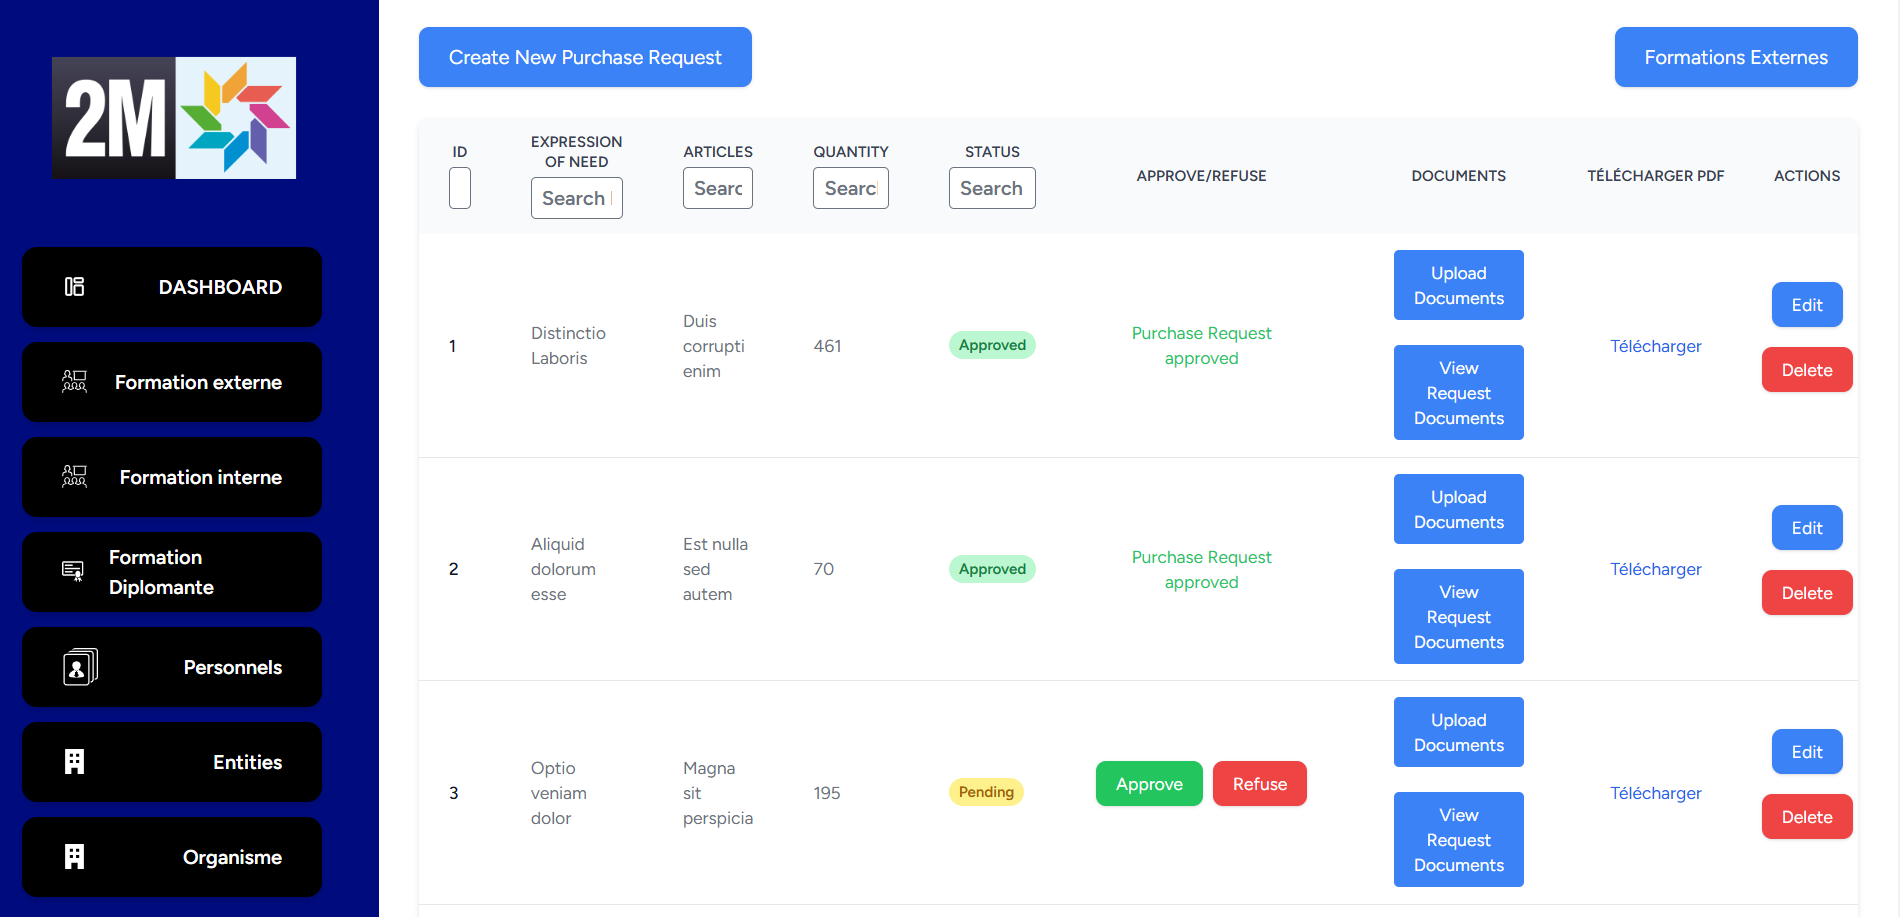 2M
DASHBOARD
Formation externe
Formation interne
Formation
Diplomante
Personnels
Entities
Organisme
Create New Purchase Request
Formations Externes
ID
EXPRESSION
OF NEED
Search
ARTICLES
Searc
QUANTITY
Searc
STATUS
Search
APPROVE/REFUSE
DOCUMENTS
TÉLÉCHARGER PDF
ACTIONS
1
Distinctio
Laboris
Duis
corrupti
enim
461
Approved
Purchase Request
approved
Upload
Documents
View
Request
Documents
Télécharger
Edit
Delete
2
Aliquid
dolorum
esse
Est nulla
sed
autem
70
Approved
Purchase Request
approved
Upload
Documents
View
Request
Documents
Télécharger
Edit
Delete
3
Optio
veniam
dolor
Magna
sit
perspicia
195
Pending
Approve
Refuse
Upload
Documents
View
Request
Documents
Télécharger
Edit
Delete